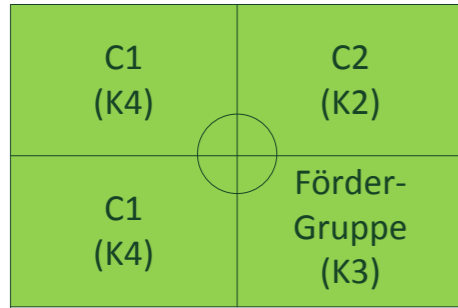 C1
(K4)
C2
(K2)
C1
(K4)
Förder-
Gruppe
(K3)